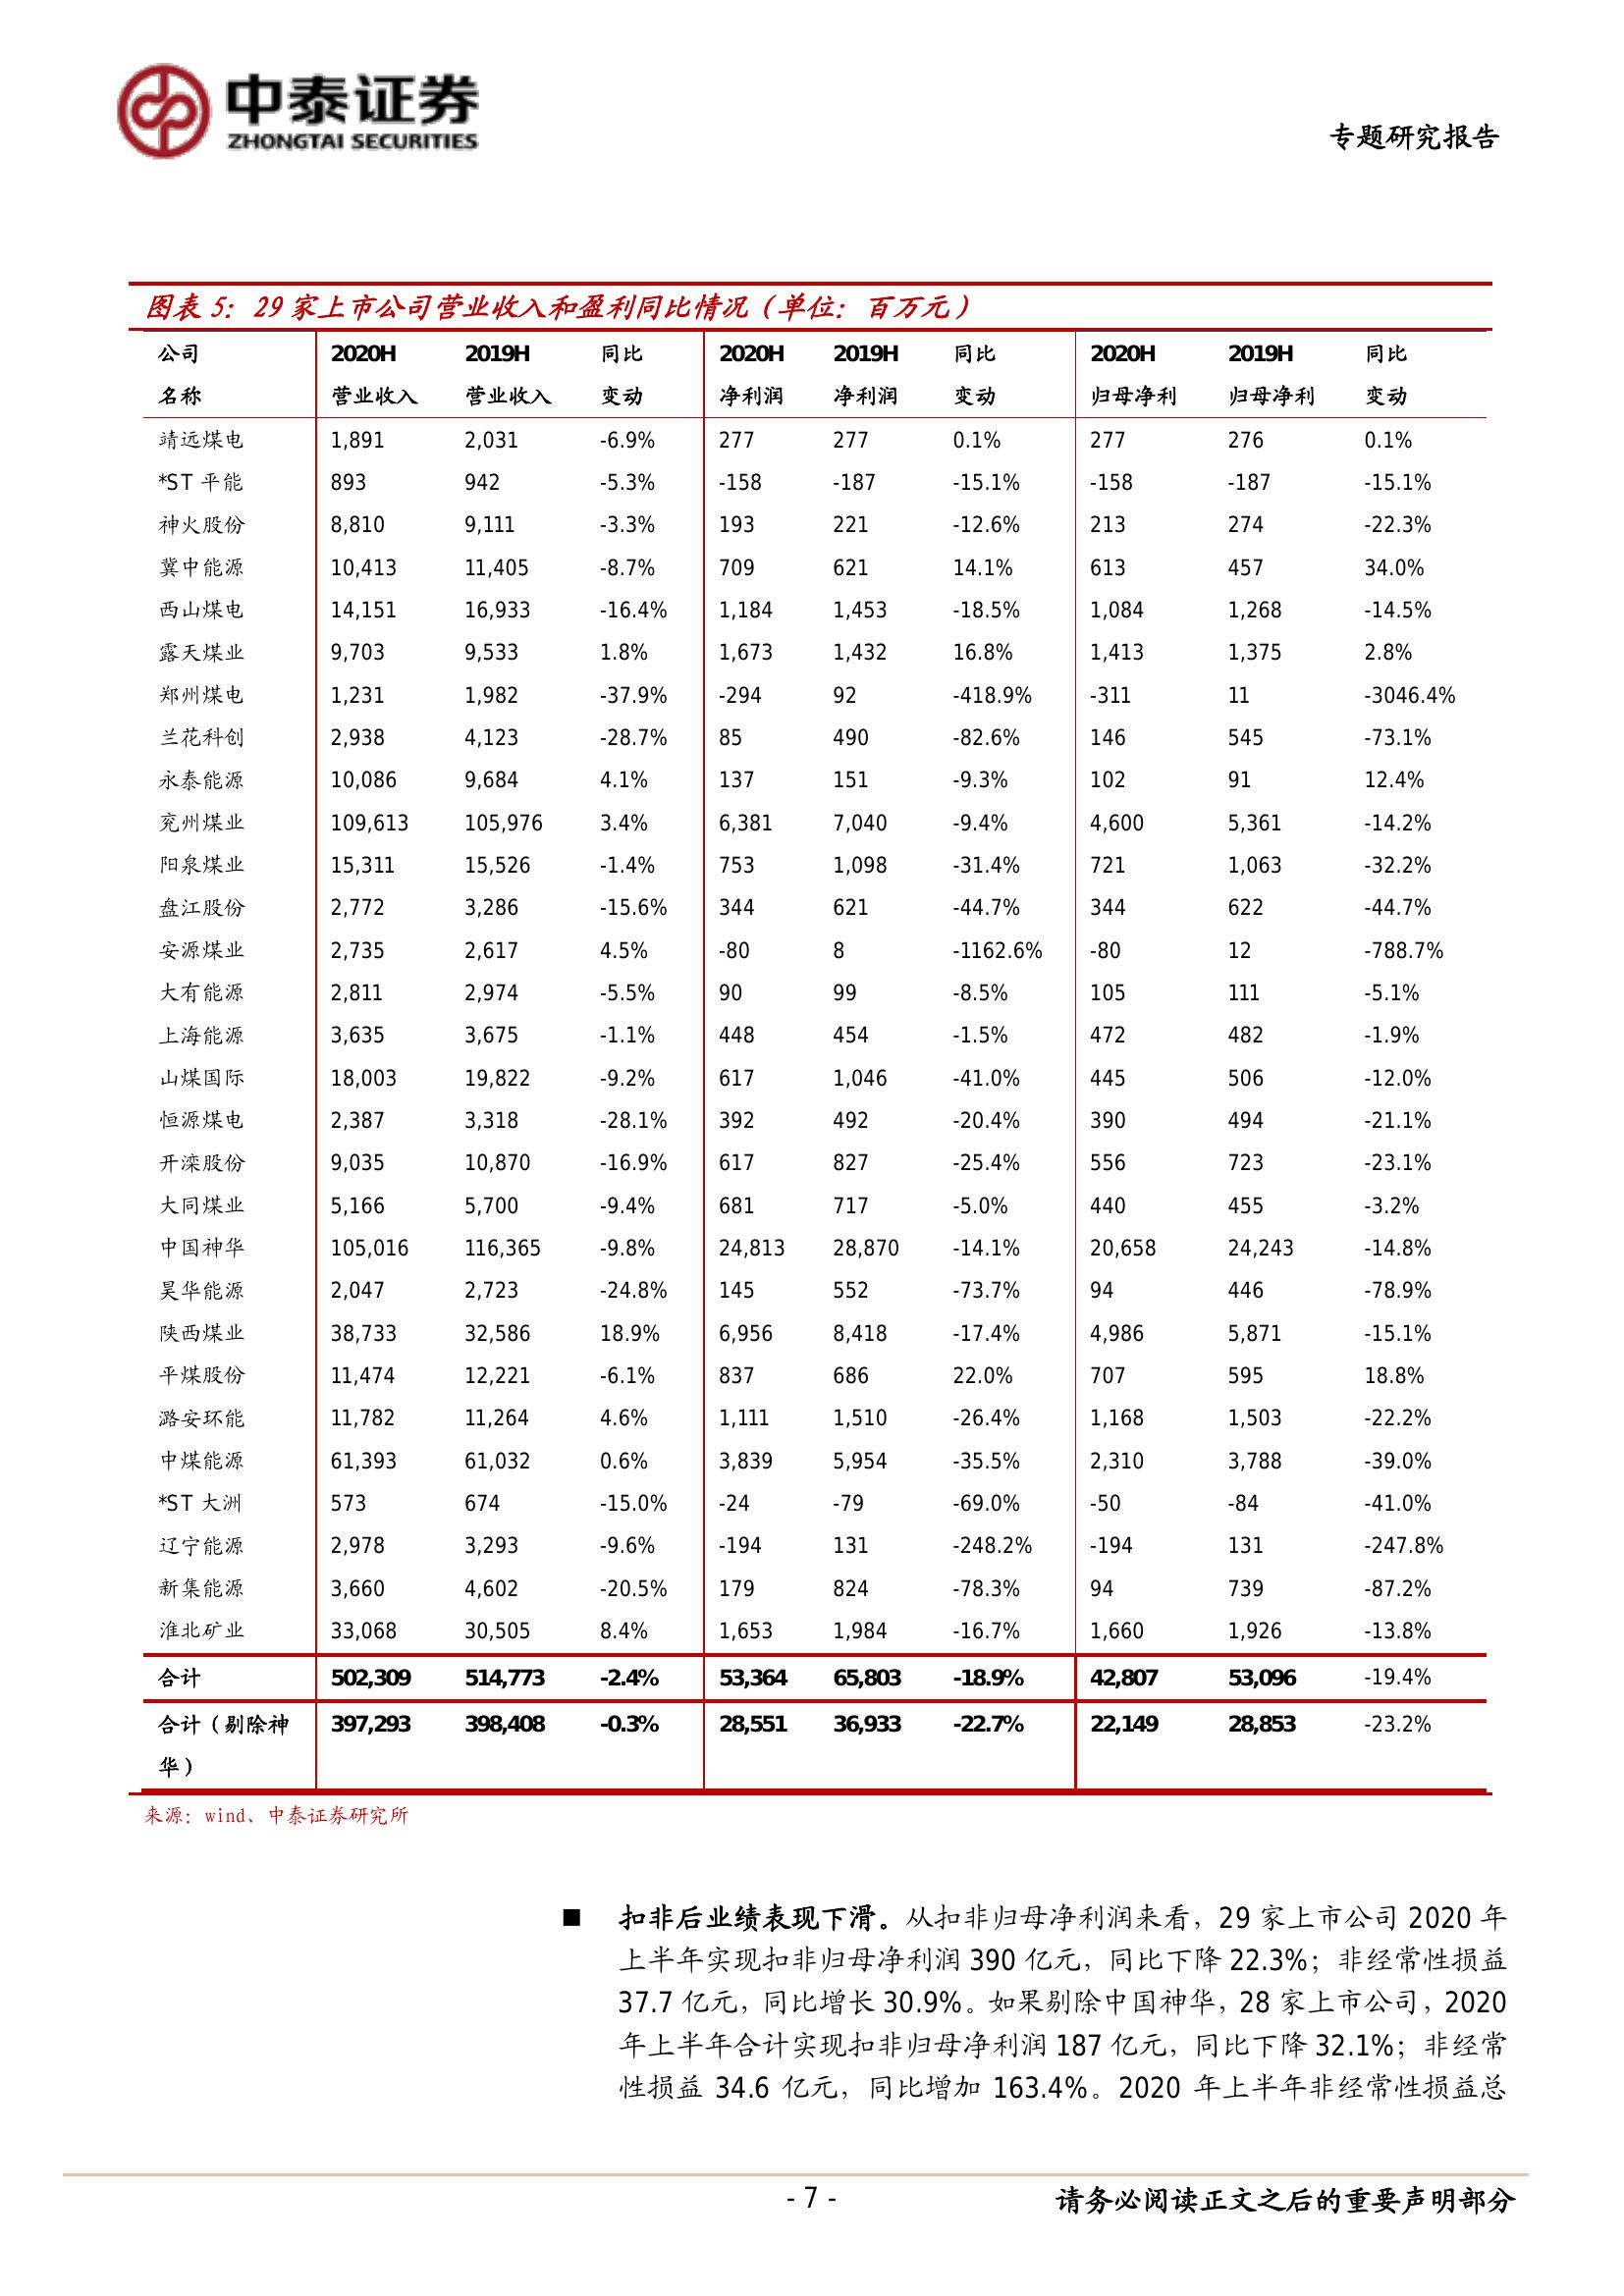 中泰证券
ZHONGTAI SECURITIES
专题研究报告
图表 5：29 家上市公司营业收入和盈利同比情况（单位：百万元）
公司 2020H 2019H 同比 2020H 2019H 同比 2020H 2019H 同比
名称 营业收入 营业收入 变动 净利润 净利润 变动 归母净利 归母净利 变动
靖远煤电 1,891 2,031 -6.9% 277 277 0.1% 277 276 0.1%
*ST 平能 893 942 -5.3% -158 -187 -15.1% -158 -187 -15.1%
神火股份 8,810 9,111 -3.3% 193 221 -12.6% 213 274 -22.3%
冀中能源 10,413 11,405 -8.7% 709 621 14.1% 613 457 34.0%
西山煤电 14,151 16,933 -16.4% 1,184 1,453 -18.5% 1,084 1,268 -14.5%
露天煤业 9,703 9,533 1.8% 1,673 1,432 16.8% 1,413 1,375 2.8%
郑州煤电 1,231 1,982 -37.9% -294 92 -418.9% -311 11 -3046.4%
兰花科创 2,938 4,123 -28.7% 85 490 -82.6% 146 545 -73.1%
永泰能源 10,086 9,684 4.1% 137 151 -9.3% 102 91 12.4%
兖州煤业 109,613 105,976 3.4% 6,381 7,040 -9.4% 4,600 5,361 -14.2%
阳泉煤业 15,311 15,526 -1.4% 753 1,098 -31.4% 721 1,063 -32.2%
盘江股份 2,772 3,286 -15.6% 344 621 -44.7% 344 622 -44.7%
安源煤业 2,735 2,617 4.5% -80 8 -1162.6% -80 12 -788.7%
大有能源 2,811 2,974 -5.5% 90 99 -8.5% 105 111 -5.1%
上海能源 3,635 3,675 -1.1% 448 454 -1.5% 472 482 -1.9%
山煤国际 18,003 19,822 -9.2% 617 1,046 -41.0% 445 506 -12.0%
恒源煤电 2,387 3,318 -28.1% 392 492 -20.4% 390 494 -21.1%
开滦股份 9,035 10,870 -16.9% 617 827 -25.4% 556 723 -23.1%
大同煤业 5,166 5,700 -9.4% 681 717 -5.0% 440 455 -3.2%
中国神华 105,016 116,365 -9.8% 24,813 28,870 -14.1% 20,658 24,243 -14.8%
昊华能源 2,047 2,723 -24.8% 145 552 -73.7% 94 446 -78.9%
陕西煤业 38,733 32,586 18.9% 6,956 8,418 -17.4% 4,986 5,871 -15.1%
平煤股份 11,474 12,221 -6.1% 837 686 22.0% 707 595 18.8%
潞安环能 11,782 11,264 4.6% 1,111 1,510 -26.4% 1,168 1,503 -22.2%
中煤能源 61,393 61,032 0.6% 3,839 5,954 -35.5% 2,310 3,788 -39.0%
*ST 大洲 573 674 -15.0% -24 -79 -69.0% -50 -84 -41.0%
辽宁能源 2,978 3,293 -9.6% -194 131 -248.2% -194 131 -247.8%
新集能源 3,660 4,602 -20.5% 179 824 -78.3% 94 739 -87.2%
淮北矿业 33,068 30,505 8.4% 1,653 1,984 -16.7% 1,660 1,926 -13.8%
合计 502,309 514,773 -2.4% 53,364 65,803 -18.9% 42,807 53,096 -19.4%
合计（剔除神 397,293 398,408 -0.3% 28,551 36,933 -22.7% 22,149 28,853 -23.2%
华）
来源：wind、中泰证券研究所
■ 扣非后业绩表现下滑。从扣非归母净利润来看，29 家上市公司 2020 年
上半年实现扣非归母净利润 390 亿元，同比下降 22.3%；非经常性损益
37.7 亿元，同比增长 30.9%。如果剔除中国神华，28 家上市公司，2020
年上半年合计实现扣非归母净利润 187 亿元，同比下降 32.1%；非经常
性损益 34.6 亿元，同比增加 163.4%。2020 年上半年非经常性损益总
- 7 -
请务必阅读正文之后的重要声明部分